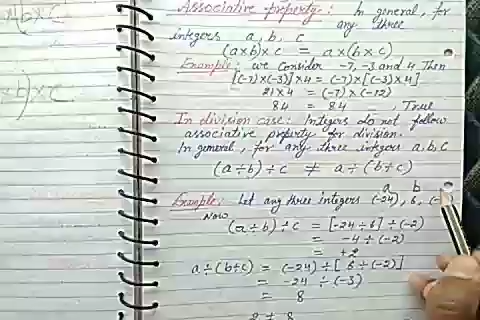 (b×c
b)×c
Associative property: In general, for
any three
integers a, b, c
(a×b)×c = a×(b×c)
Example: we consider -7, -3 and 4 Then
[(-7)×(-3)]×4 = (-7)×[(-3)×4]
21×4 = (-7)×(-12)
84 = 84 True
In division case: Integers do not follow
associative property for division.
In general, for any three integers a, b, c
(a÷b)÷c ≠ a÷(b÷c)
a b
Example: Let any three integers (-24), 6, (-
Now
(a÷b)÷c = [-24÷6]÷(-2)
= -4÷(-2)
= +2
a÷(b÷c) = (-24)÷[6÷(-2)]
= -24÷(-3)
= 8
2 ≠ 8